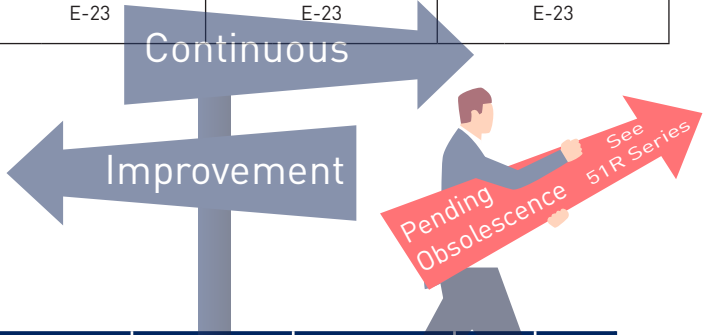 E-23 E-23 E-23
Continuous
Improvement
Pending
Obsolescence
See
51R Series